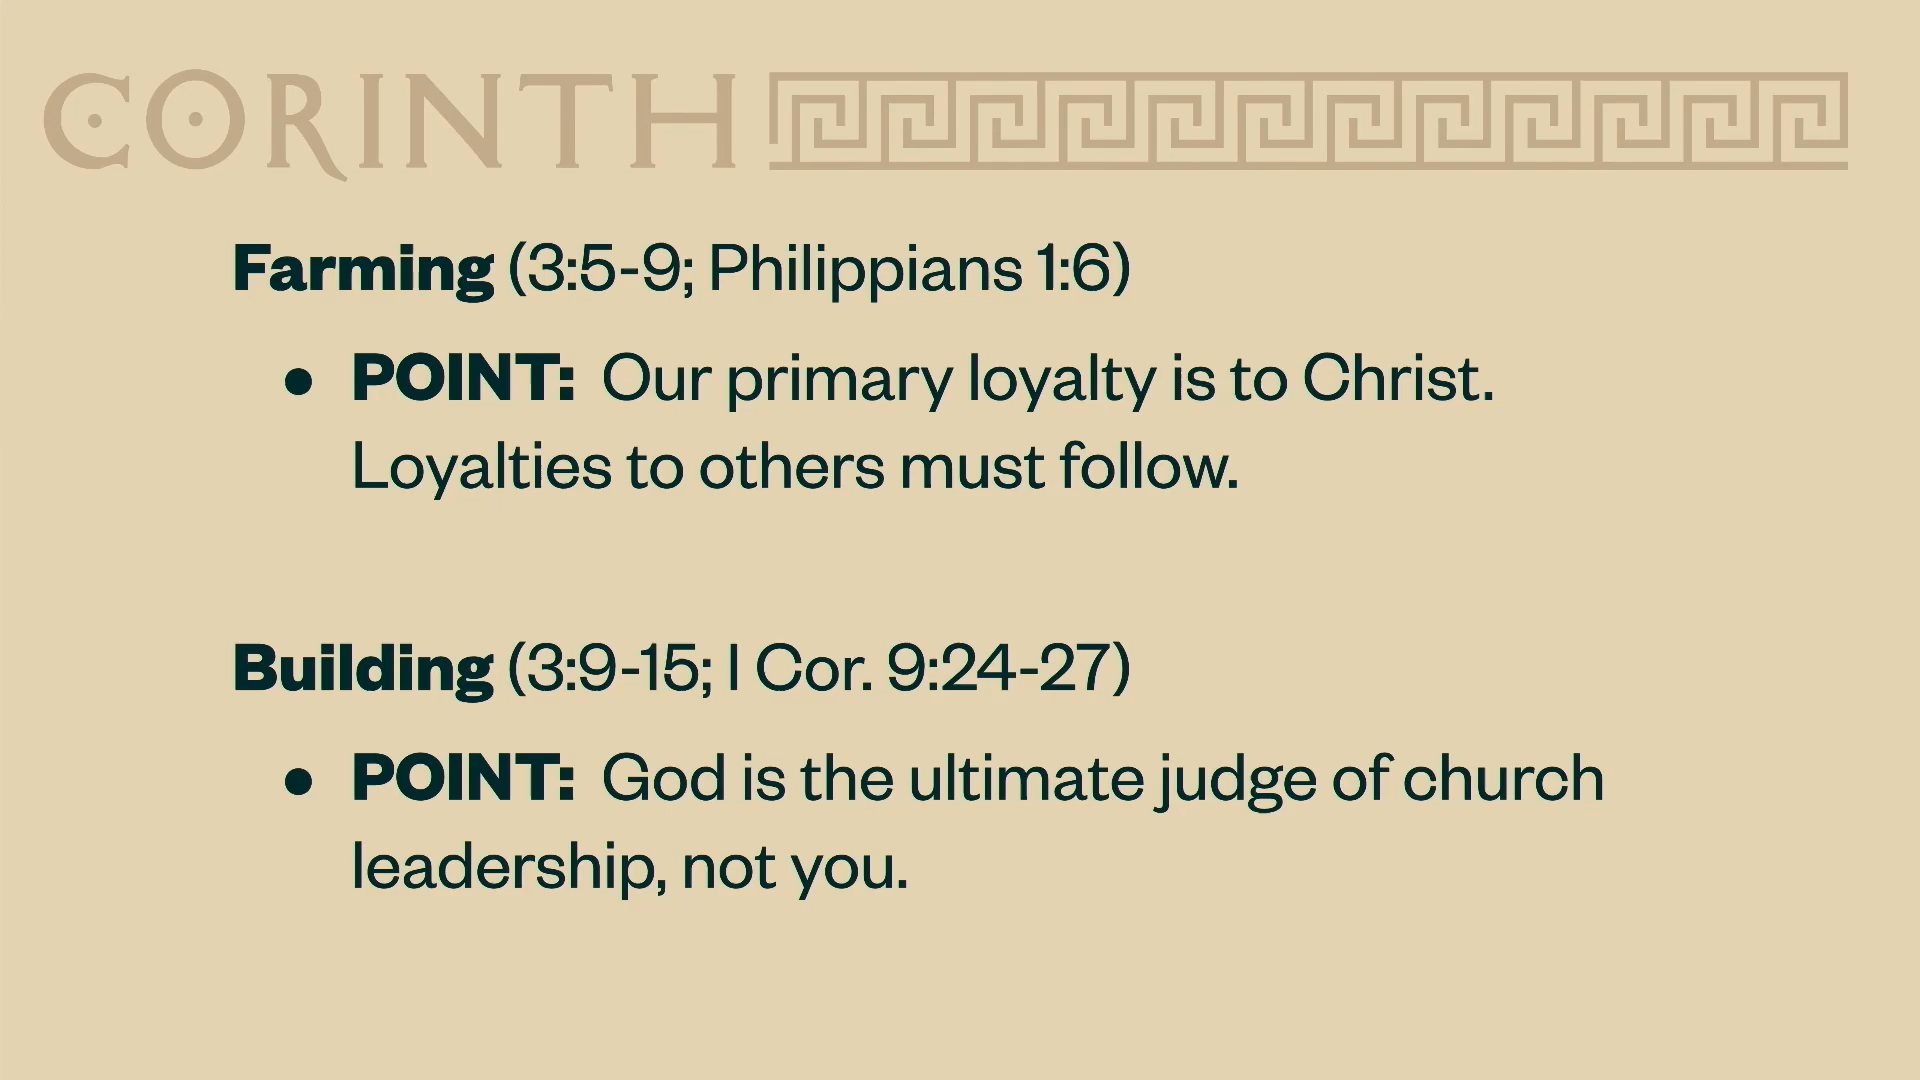 CORINTH
Farming (3:5-9; Philippians 1:6)
● POINT: Our primary loyalty is to Christ.
Loyalties to others must follow.
Building (3:9-15; I Cor. 9:24-27)
● POINT: God is the ultimate judge of church
leadership, not you.